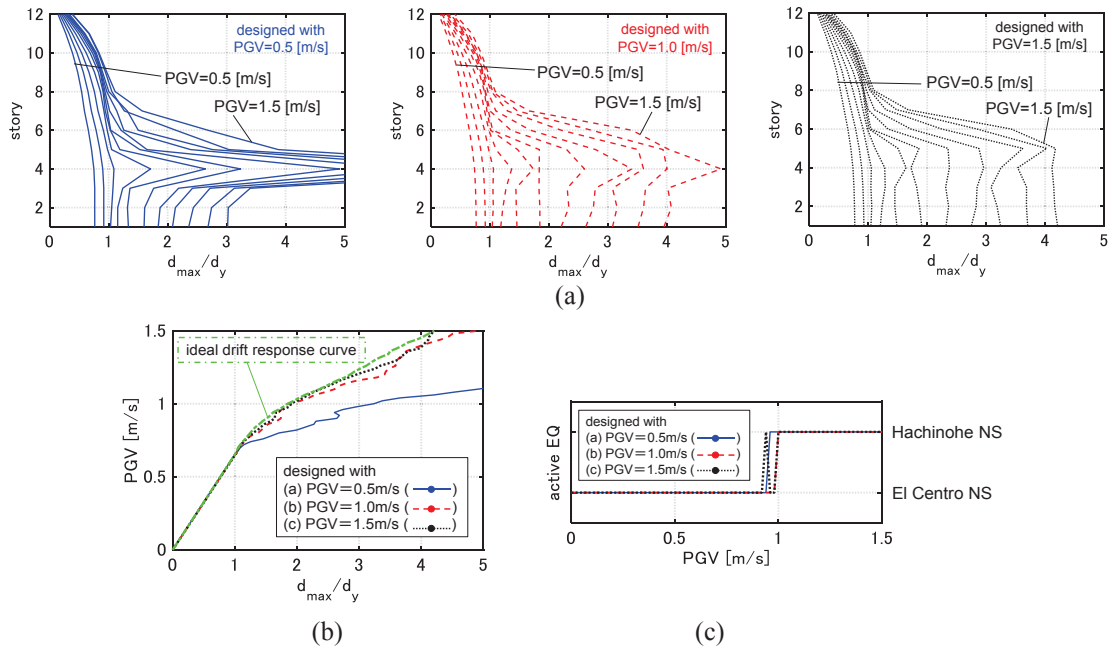 12
10
8
6
4
2
story
designed with
PGV=0.5 [m/s]
PGV=0.5 [m/s]
PGV=1.5 [m/s]
0 1 2 3 4 5
d_max/d_y
12
10
8
6
4
2
story
designed with
PGV=1.0 [m/s]
PGV=0.5 [m/s]
PGV=1.5 [m/s]
0 1 2 3 4 5
d_max/d_y
12
10
8
6
4
2
story
designed with
PGV=1.5 [m/s]
PGV=0.5 [m/s]
PGV=1.5 [m/s]
0 1 2 3 4 5
d_max/d_y
(a)
1.5
1
0.5
0
PGV [m/s]
ideal drift response curve
designed with
(a) PGV=0.5m/s ( )
(b) PGV=1.0m/s ( )
(c) PGV=1.5m/s ( )
0 1 2 3 4 5
d_max/d_y
(b)
active EQ
designed with
(a) PGV=0.5m/s ( )
(b) PGV=1.0m/s ( )
(c) PGV=1.5m/s ( )
Hachinohe NS
El Centro NS
0 0.5 1 1.5
PGV [m/s]
(c)